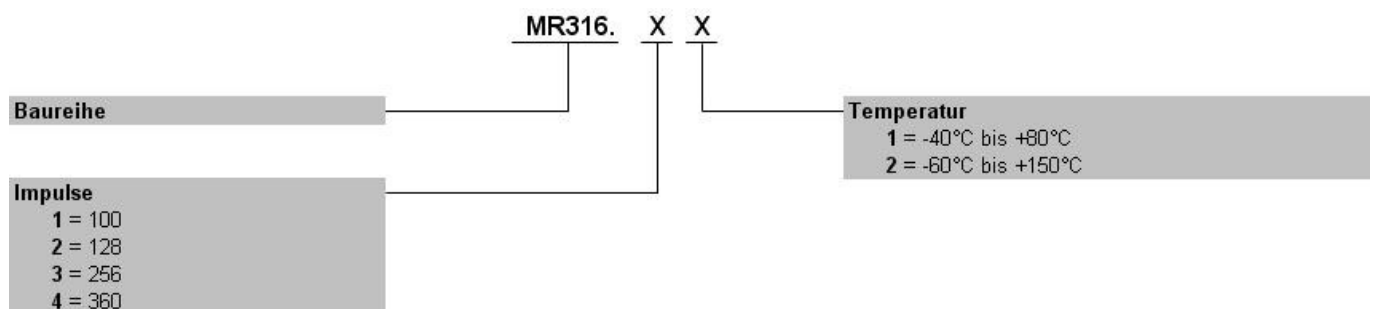 MR316. X X
Baureihe
Impulse
1 = 100
2 = 128
3 = 256
4 = 360
Temperatur
1 = -40°C bis +80°C
2 = -60°C bis +150°C